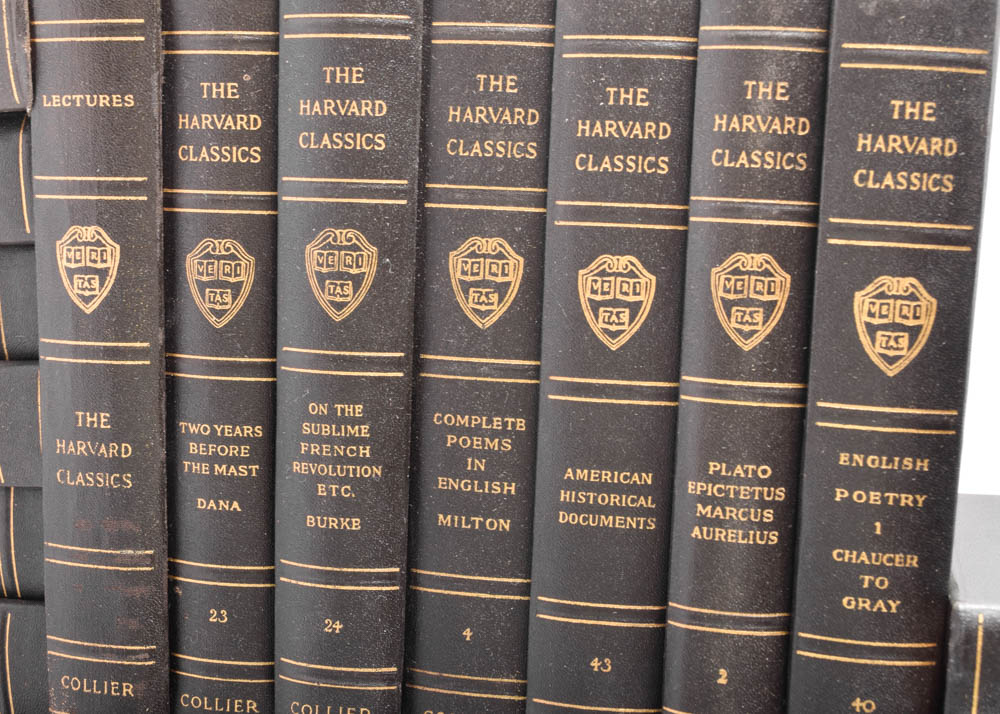 LECTURES
VE RI
TAS
THE
HARVARD
CLASSICS
COLLIER
THE
HARVARD
CLASSICS
VE RI
TAS
TWO YEARS
BEFORE
THE MAST
DANA
23
COLLIER
THE
HARVARD
CLASSICS
VE RI
TAS
ON THE
SUBLIME
FRENCH
REVOLUTION
ETC.
BURKE
24
COLLIER
THE
HARVARD
CLASSICS
VE RI
TAS
COMPLETE
POEMS
IN
ENGLISH
MILTON
4
THE
HARVARD
CLASSICS
VE RI
TAS
AMERICAN
HISTORICAL
DOCUMENTS
43
THE
HARVARD
CLASSICS
VE RI
TAS
PLATO
EPICTETUS
MARCUS
AURELIUS
2
THE
HARVARD
CLASSICS
VE RI
TAS
ENGLISH
POETRY
1
CHAUCER
TO
GRAY
40